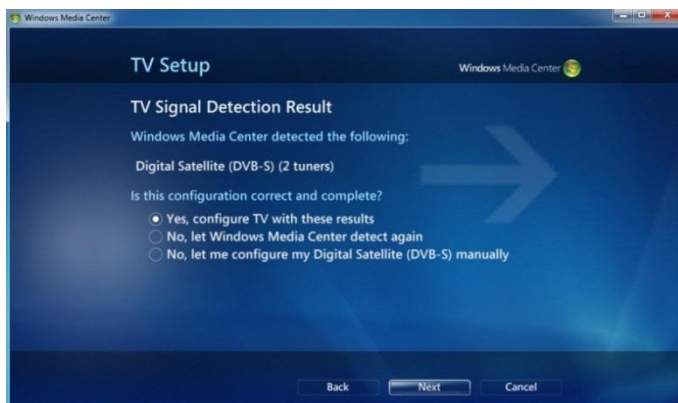 Windows Media Center
TV Setup
Windows Media Center
TV Signal Detection Result
Windows Media Center detected the following:
Digital Satellite (DVB-S) (2 tuners)
Is this configuration correct and complete?
Yes, configure TV with these results
No, let Windows Media Center detect again
No, let me configure my Digital Satellite (DVB-S) manually
Back Next Cancel